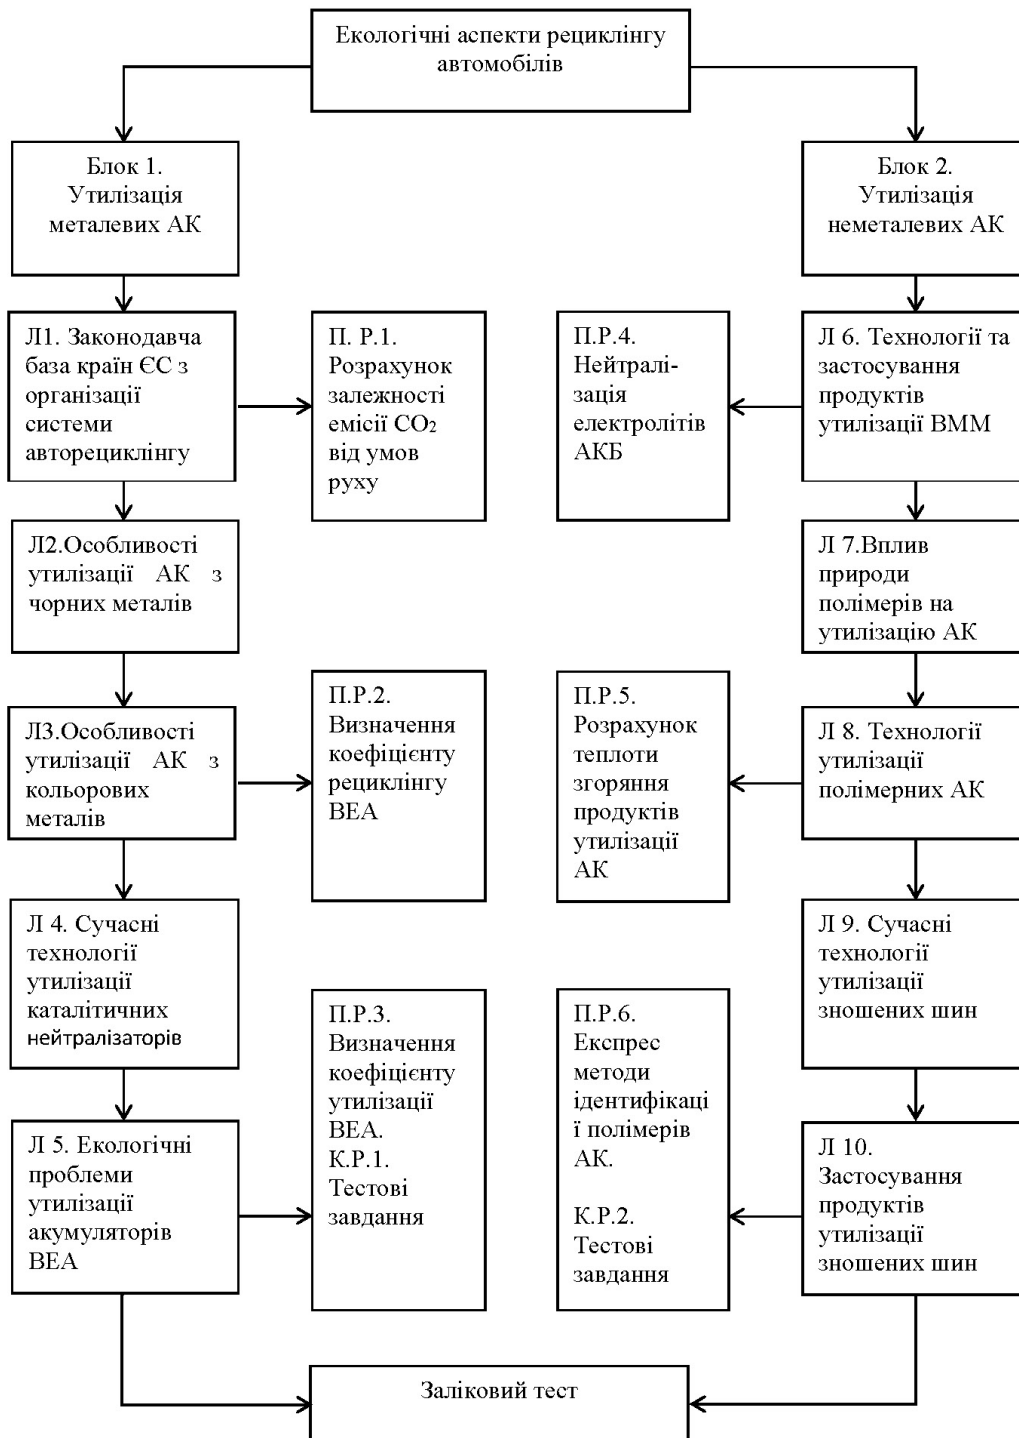 Екологічні аспекти рециклінгу
автомобілів
Блок 1.
Утилізація
металевих АК
Блок 2.
Утилізація
неметалевих АК
Л1. Законодавча
база країн ЄС з
організації
системи
авторециклінгу
П. Р.1.
Розрахунок
залежності
емісії CO₂
від умов
руху
П.Р.4.
Нейтралі-
зація
електролітів
АКБ
Л 6. Технології та
застосування
продуктів
утилізації ВММ
Л2.Особливості
утилізації АК з
чорних металів
Л 7.Вплив
природи
полімерів на
утилізацію АК
Л3.Особливості
утилізації АК з
кольорових
металів
П.Р.2.
Визначення
коефіцієнту
рециклінгу
ВЕА
П.Р.5.
Розрахунок
теплоти
згоряння
продуктів
утилізації
АК
Л 8. Технології
утилізації
полімерних АК
Л 4. Сучасні
технології
утилізації
каталітичних
нейтралізаторів
Л 9. Сучасні
технології
утилізації
зношених шин
П.Р.3.
Визначення
коефіцієнту
утилізації
ВЕА.
К.Р.1.
Тестові
завдання
П.Р.6.
Експрес
методи
ідентифікаці
ї полімерів
АК.
К.Р.2.
Тестові
завдання
Л 5. Екологічні
проблеми
утилізації
акумуляторів
ВЕА
Л 10.
Застосування
продуктів
утилізації
зношених шин
Заліковий тест